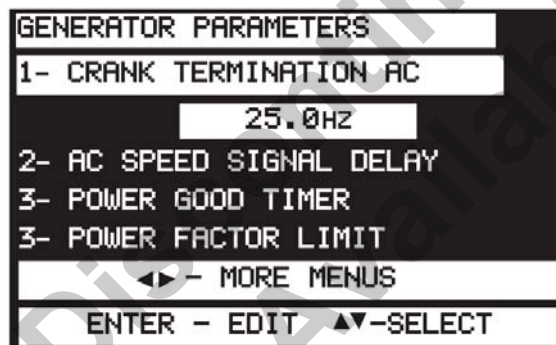 GENERATOR PARAMETERS
1- CRANK TERMINATION AC
25.0HZ
2- AC SPEED SIGNAL DELAY
3- POWER GOOD TIMER
3- POWER FACTOR LIMIT
◄► - MORE MENUS
ENTER - EDIT ▲▼-SELECT